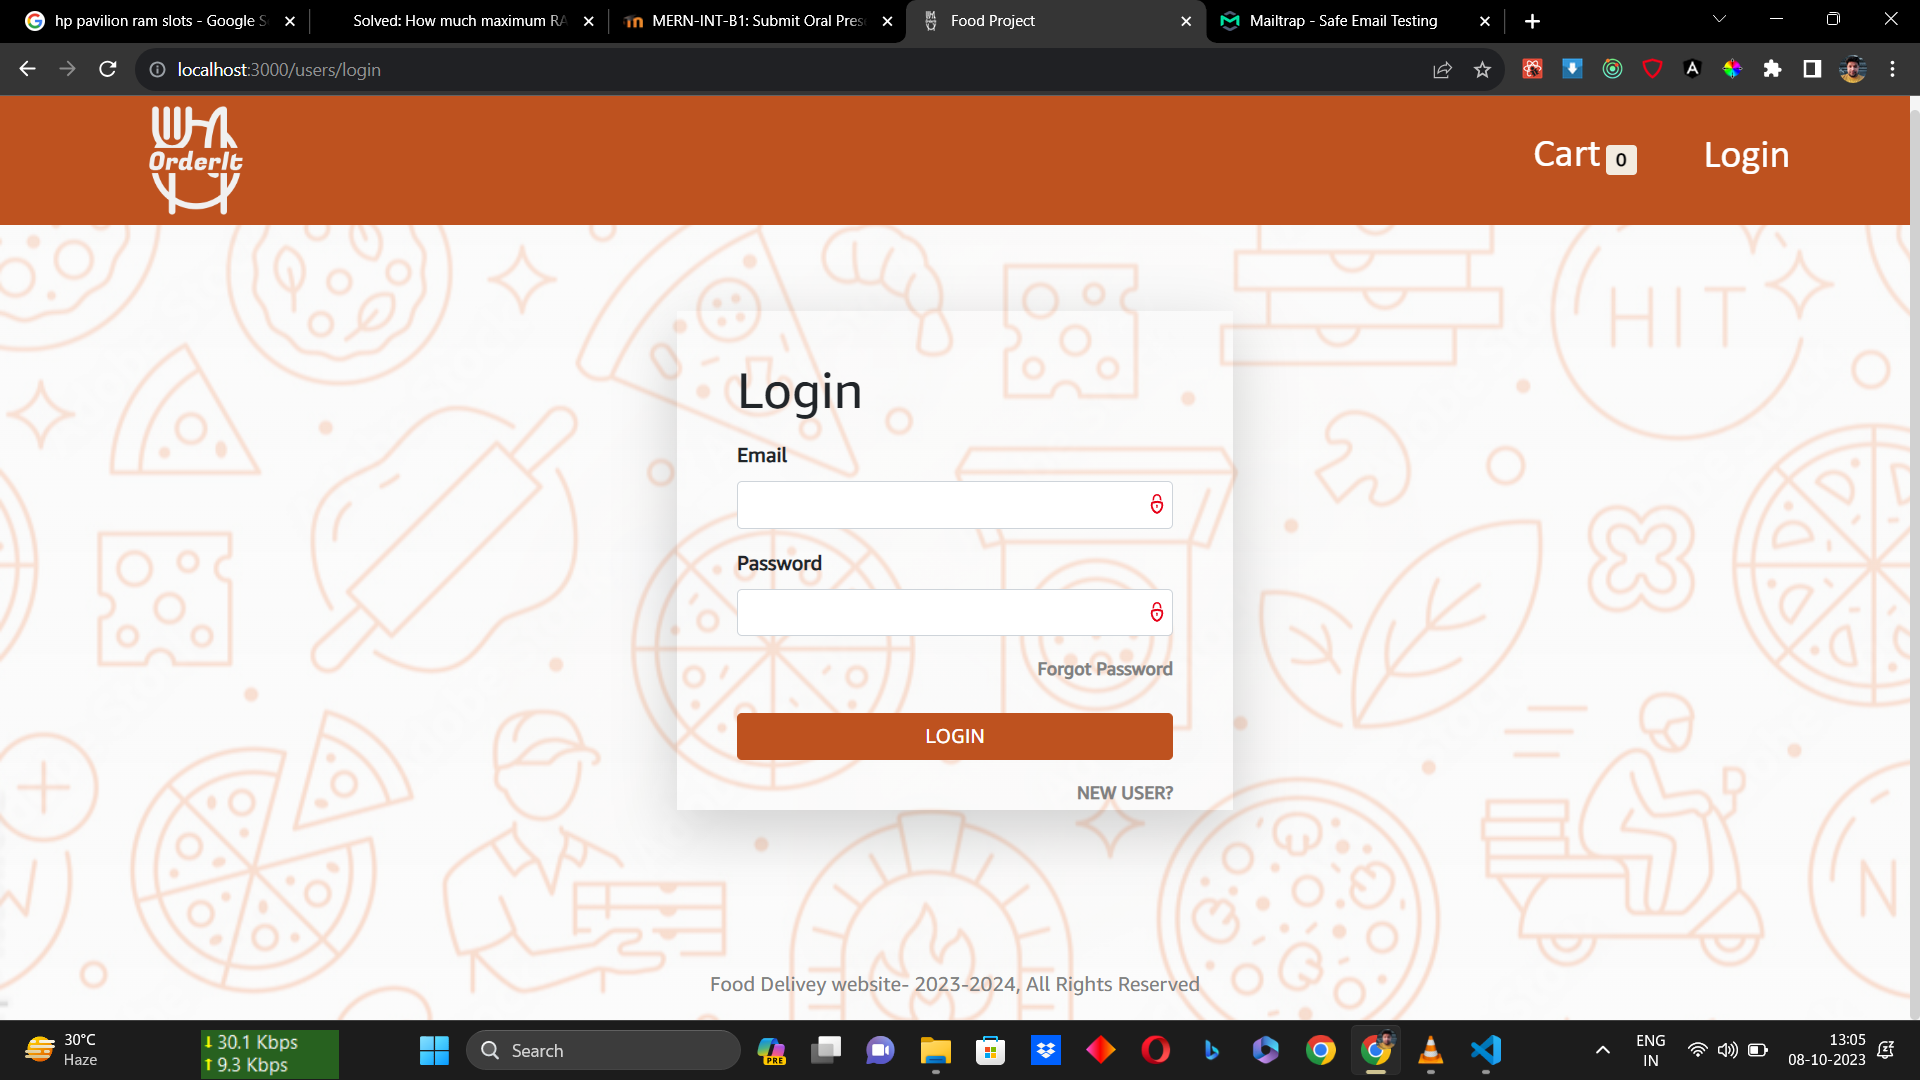 hp pavilion ram slots - Google S
Solved: How much maximum RA
MERN-INT-B1: Submit Oral Pres
Food Project
Mailtrap - Safe Email Testing
localhost:3000/users/login
OrderIt
Cart 0
Login
HIT
Login
Email
Password
Forgot Password
LOGIN
NEW USER?
N
Food Delivey website- 2023-2024, All Rights Reserved
30°C
Haze
↓ 30.1 Kbps
↑ 9.3 Kbps
Search
PRE
ENG
IN
13:05
08-10-2023